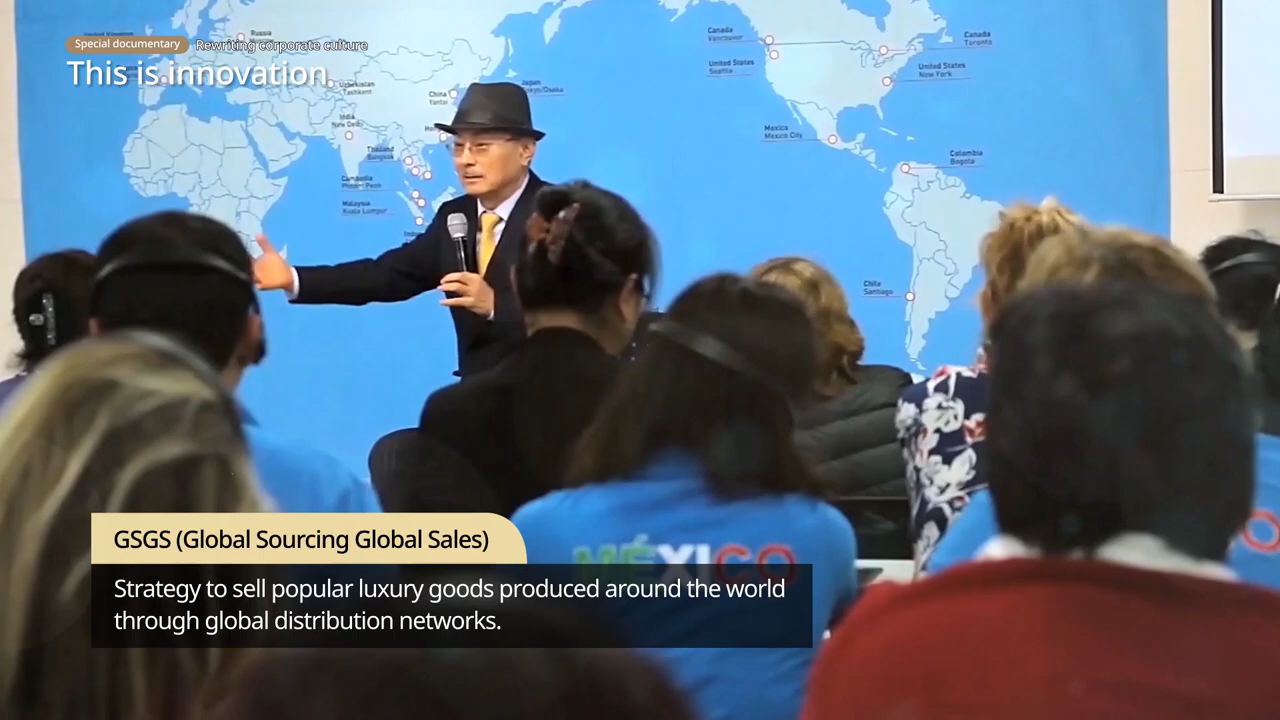 Special documentary
Rewriting corporate culture
This is innovation
Russia
Uzbekistan
Tashkent
China
Yantai
Japan
India
New Delhi
Thailand
Bangkok
Cambodia
Phnom Penh
Malaysia
Kuala Lumpur
Canada
Vancouver
Canada
Toronto
United States
Seattle
United States
New York
Mexico
Mexico City
Colombia
Bogota
Chile
Santiago
MÉXICO
GSGS (Global Sourcing Global Sales)
Strategy to sell popular luxury goods produced around the world
through global distribution networks.